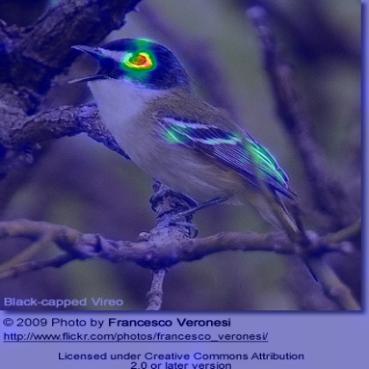 Black-capped Vireo
© 2009 Photo by Francesco Veronesi
http://www.flickr.com/photos/francesco_veronesi/
Licensed under Creative Commons Attribution
2.0 or later version